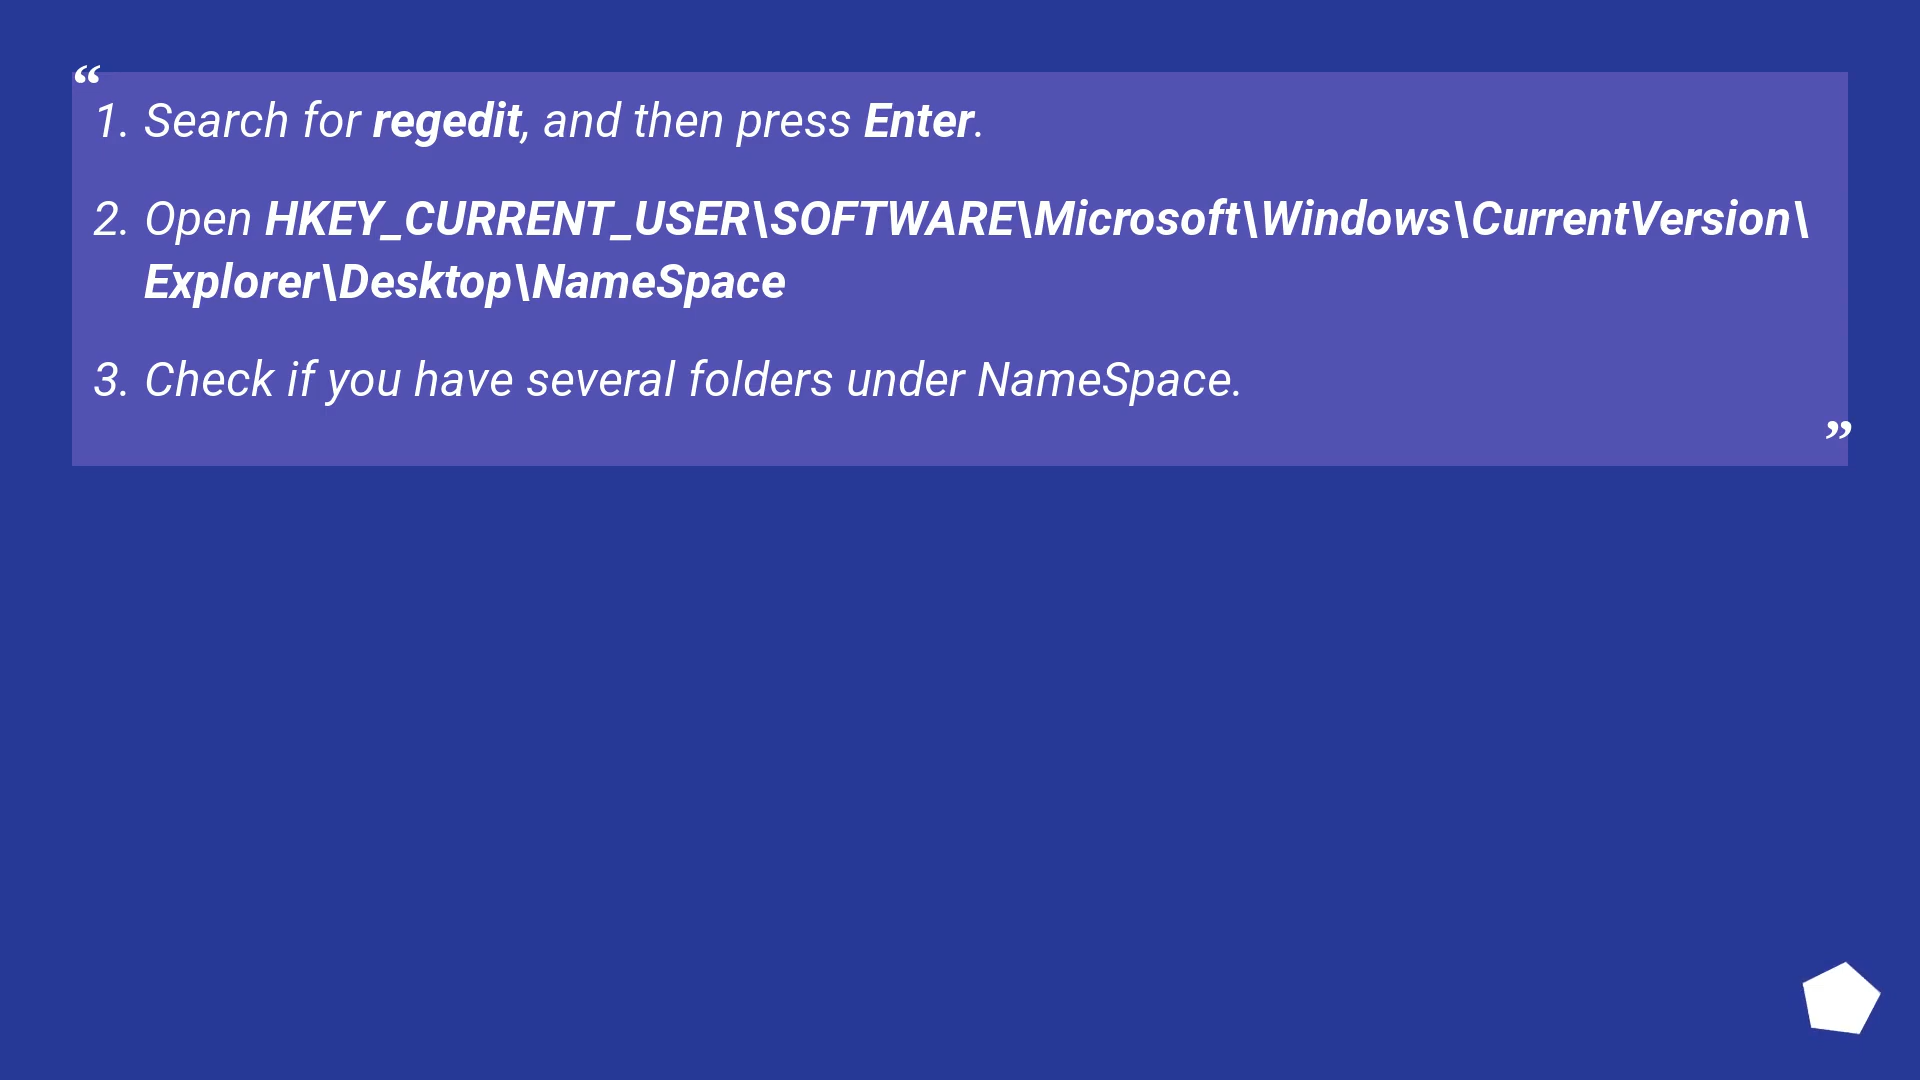 “
1. Search for regedit, and then press Enter.
2. Open HKEY_CURRENT_USER\SOFTWARE\Microsoft\Windows\CurrentVersion\
Explorer\Desktop\NameSpace
3. Check if you have several folders under NameSpace.
”